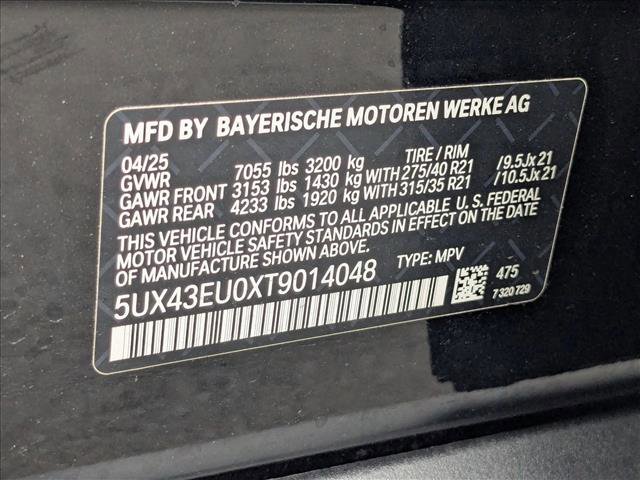 MFD BY BAYERISCHE MOTOREN WERKE AG
04/25 TIRE / RIM
GVWR 7055 lbs 3200 kg
GAWR FRONT 3153 lbs 1430 kg WITH 275/40 R21 /9.5Jx21
GAWR REAR 4233 lbs 1920 kg WITH 315/35 R21 /10.5Jx21
THIS VEHICLE CONFORMS TO ALL APPLICABLE U.S. FEDERAL
MOTOR VEHICLE SAFETY STANDARDS IN EFFECT ON THE DATE
OF MANUFACTURE SHOWN ABOVE.
5UX43EU0XT9014048 TYPE: MPV 475
7 320 729